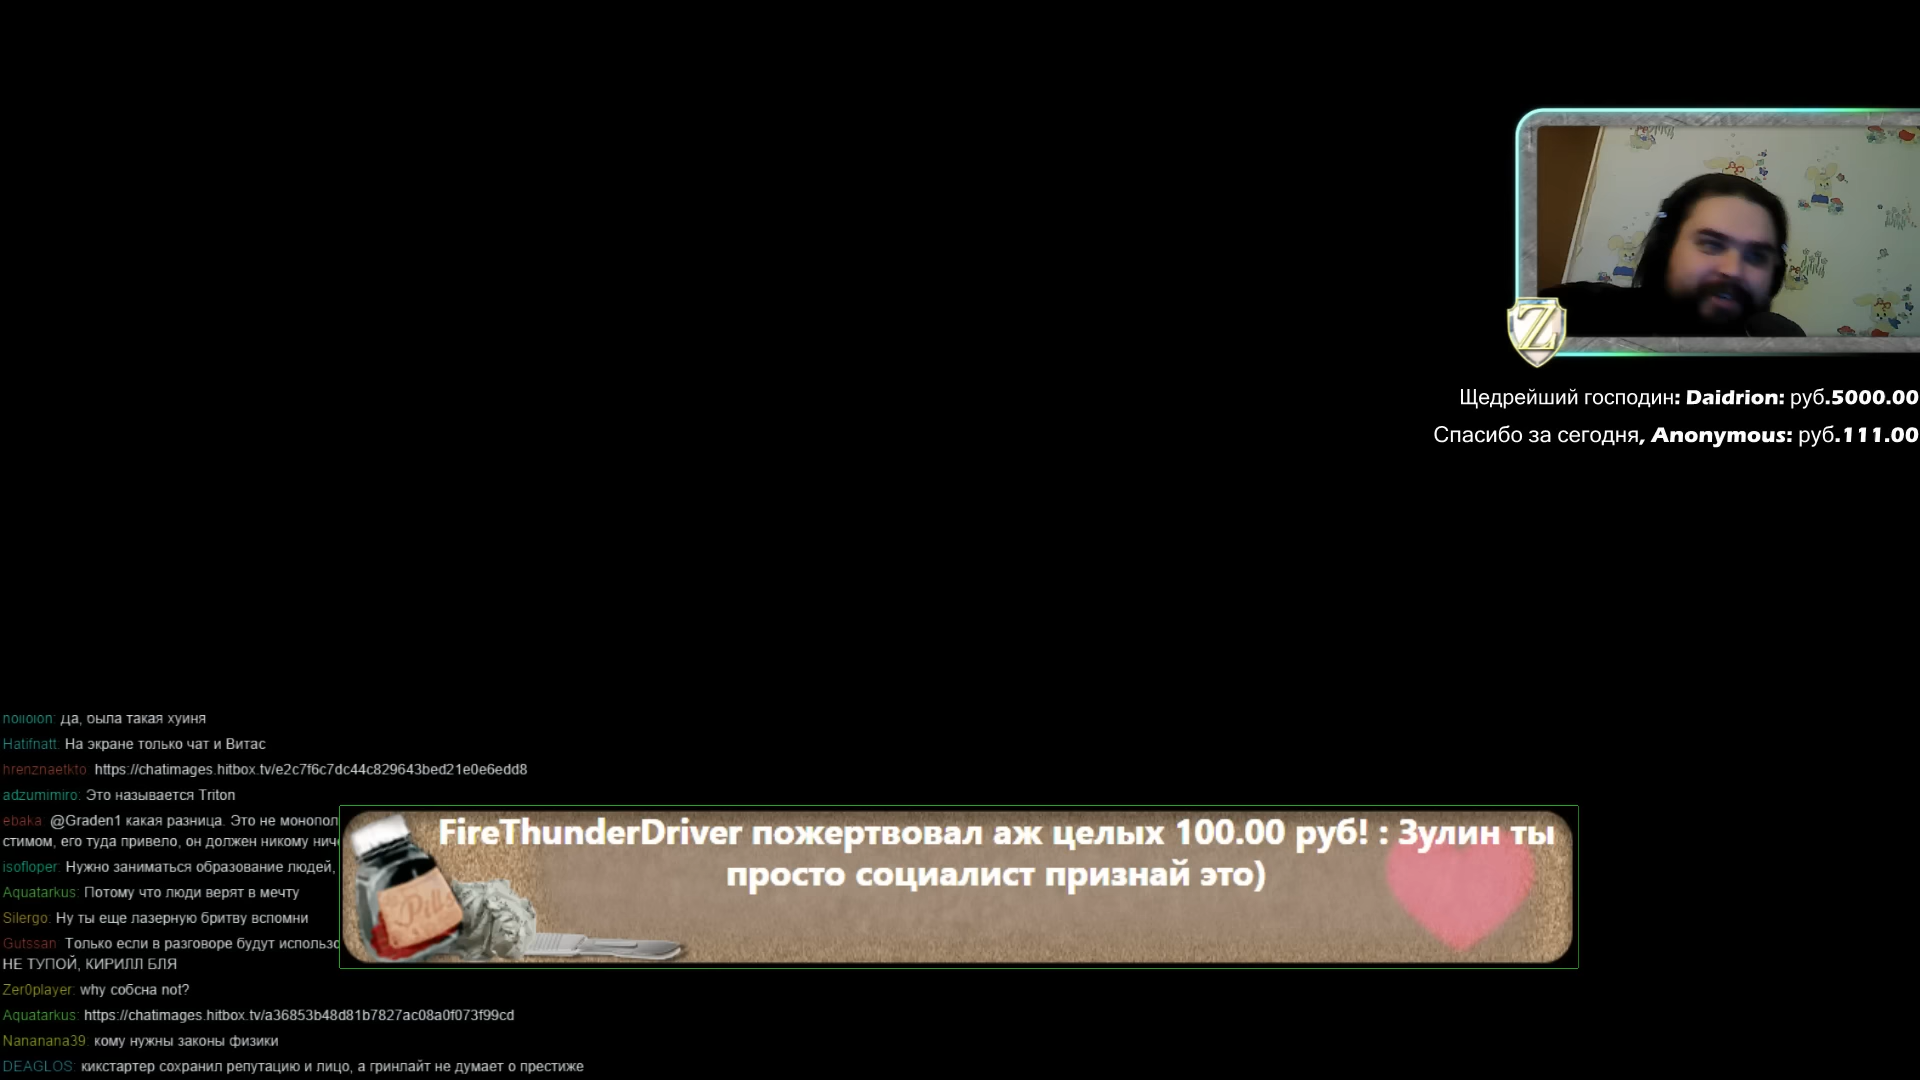 Z
Щедрейший господин: Daidrion: руб.5000.00
Спасибо за сегодня, Anonymous: руб.111.00
Да, была такая хуйня
Hatifnatt: На экране только чат и Витас
hrenznaetkto: https://chatimages.hitbox.tv/e2c7f6c7dc44c829643bed21e0e6edd8
adzumimiro: Это называется Triton
ebaka: @Graden1 какая разница. Это не монопол
стимом, его туда привело, он должен никому нич
isofloper: Нужно заниматься образование людей,
Aquatarkus: Потому что люди верят в мечту
Silergo: Ну ты еще лазерную бритву вспомни
Gutssan: Только если в разговоре будут использо
НЕ ТУПОЙ, КИРИЛЛ БЛЯ
Zer0player: why собсна not?
Aquatarkus: https://chatimages.hitbox.tv/a36853b48d81b7827ac08a0f073f99cd
Nananana39: кому нужны законы физики
DEAGLOS: кикстартер сохранил репутацию и лицо, а гринлайт не думает о престиже
FireThunderDriver пожертвовал аж целых 100.00 руб! : Зулин ты
просто социалист признай это)
Pills